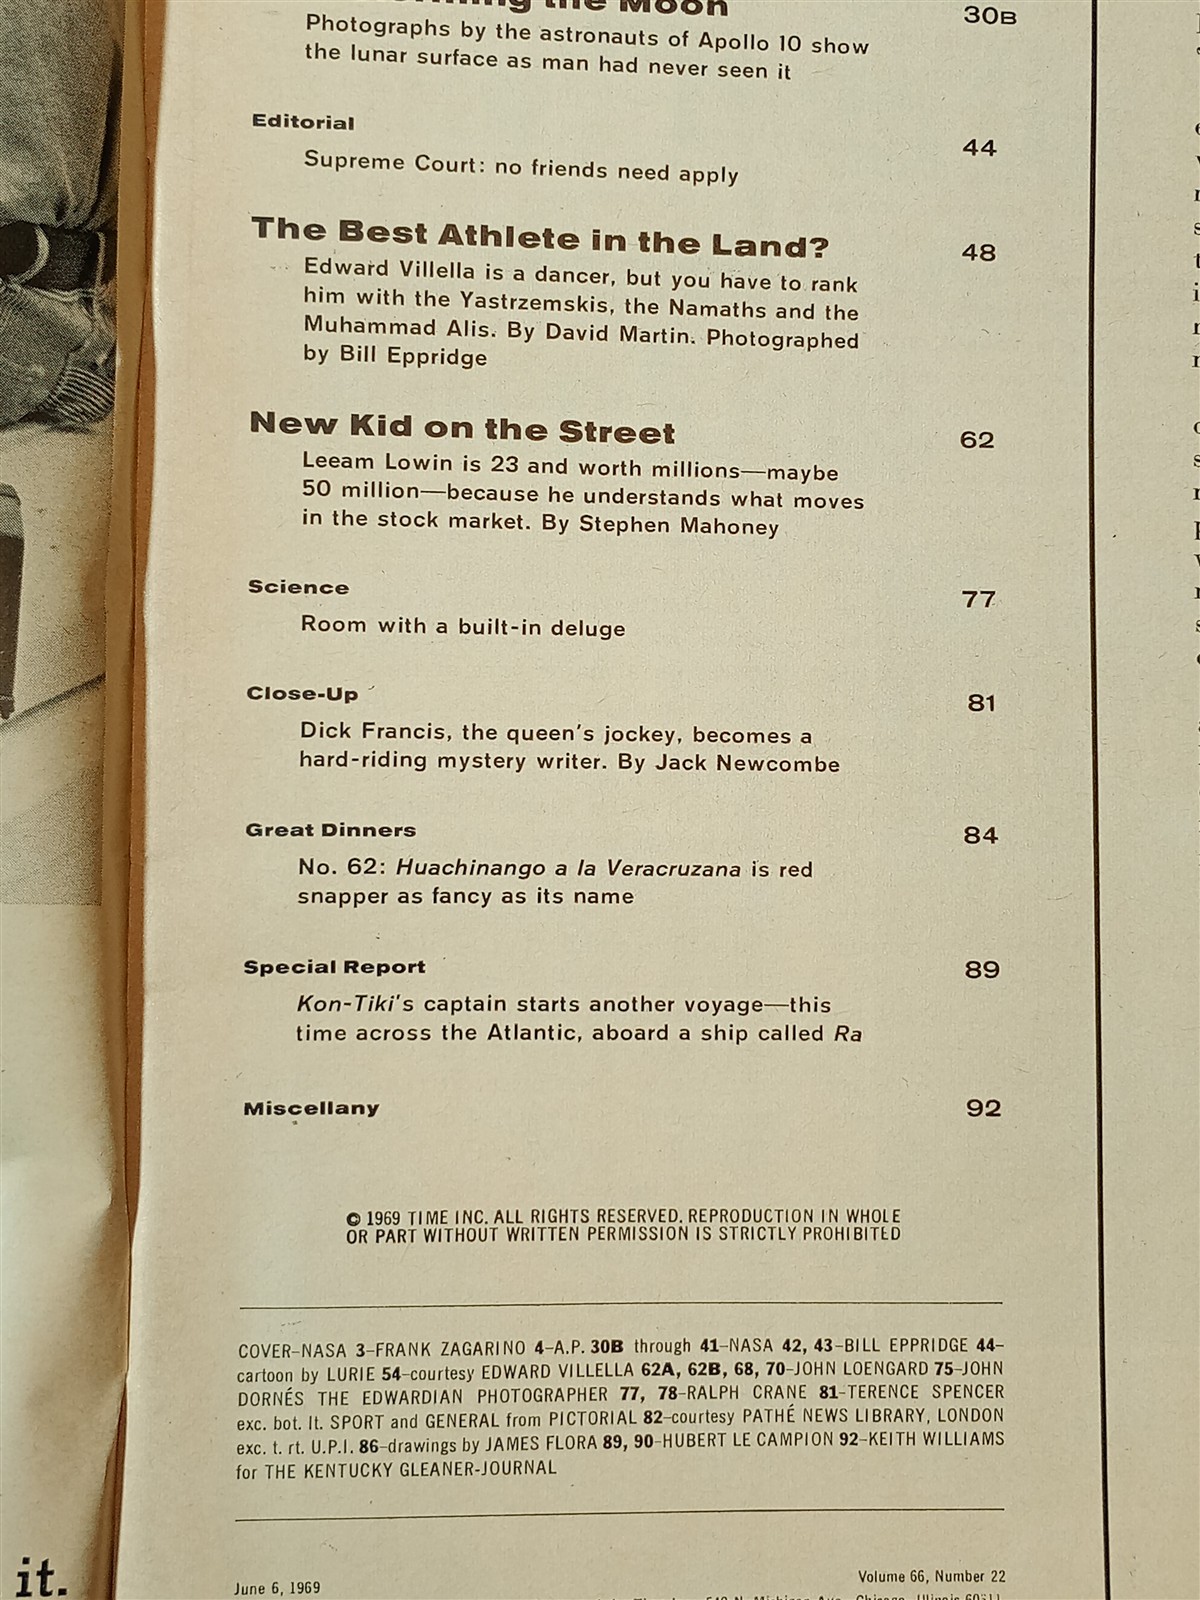 the Moon
30B
Photographs by the astronauts of Apollo 10 show
the lunar surface as man had never seen it
Editorial
44
Supreme Court: no friends need apply
The Best Athlete in the Land?
48
Edward Villella is a dancer, but you have to rank
him with the Yastrzemskis, the Namaths and the
Muhammad Alis. By David Martin. Photographed
by Bill Eppridge
New Kid on the Street
62
Leeam Lowin is 23 and worth millions—maybe
50 million—because he understands what moves
in the stock market. By Stephen Mahoney
Science
77
Room with a built-in deluge
Close-Up
81
Dick Francis, the queen's jockey, becomes a
hard-riding mystery writer. By Jack Newcombe
Great Dinners
84
No. 62: Huachinango a la Veracruzana is red
snapper as fancy as its name
Special Report
89
Kon-Tiki's captain starts another voyage—this
time across the Atlantic, aboard a ship called Ra
Miscellany
92
© 1969 TIME INC. ALL RIGHTS RESERVED. REPRODUCTION IN WHOLE
OR PART WITHOUT WRITTEN PERMISSION IS STRICTLY PROHIBITED
COVER–NASA 3–FRANK ZAGARINO 4–A.P. 30B through 41–NASA 42, 43–BILL EPPRIDGE 44–
cartoon by LURIE 54–courtesy EDWARD VILLELLA 62A, 62B, 68, 70–JOHN LOENGARD 75–JOHN
DORNÉS THE EDWARDIAN PHOTOGRAPHER 77, 78–RALPH CRANE 81–TERENCE SPENCER
exc. bot. lt. SPORT and GENERAL from PICTORIAL 82–courtesy PATHÉ NEWS LIBRARY, LONDON
exc. t. rt. U.P.I. 86–drawings by JAMES FLORA 89, 90–HUBERT LE CAMPION 92–KEITH WILLIAMS
for THE KENTUCKY GLEANER-JOURNAL
it.
June 6, 1969
Volume 66, Number 22